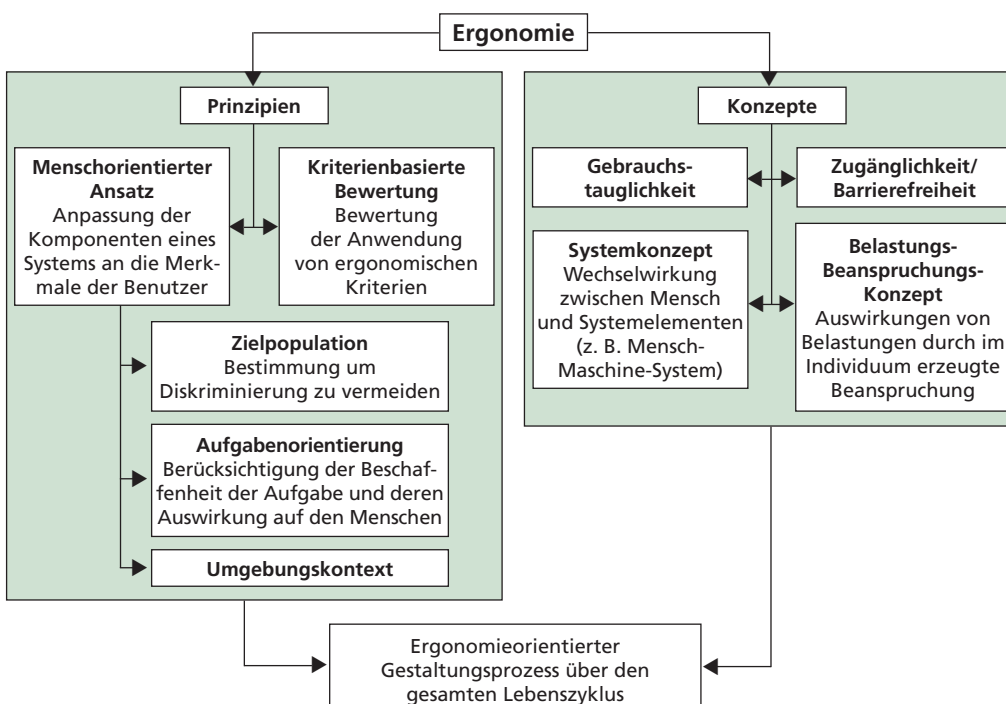 Ergonomie
Prinzipien
Menschorientierter
Ansatz
Anpassung der
Komponenten eines
Systems an die Merk-
male der Benutzer
Kriterienbasierte
Bewertung
Bewertung
der Anwendung
von ergonomischen
Kriterien
Zielpopulation
Bestimmung um
Diskriminierung zu vermeiden
Aufgabenorientierung
Berücksichtigung der Beschaf-
fenheit der Aufgabe und deren
Auswirkung auf den Menschen
Umgebungskontext
Konzepte
Gebrauchs-
tauglichkeit
Zugänglichkeit/
Barrierefreiheit
Systemkonzept
Wechselwirkung
zwischen Mensch
und Systemelementen
(z. B. Mensch-
Maschine-System)
Belastungs-
Beanspruchungs-
Konzept
Auswirkungen von
Belastungen durch im
Individuum erzeugte
Beanspruchung
Ergonomieorientierter
Gestaltungsprozess über den
gesamten Lebenszyklus